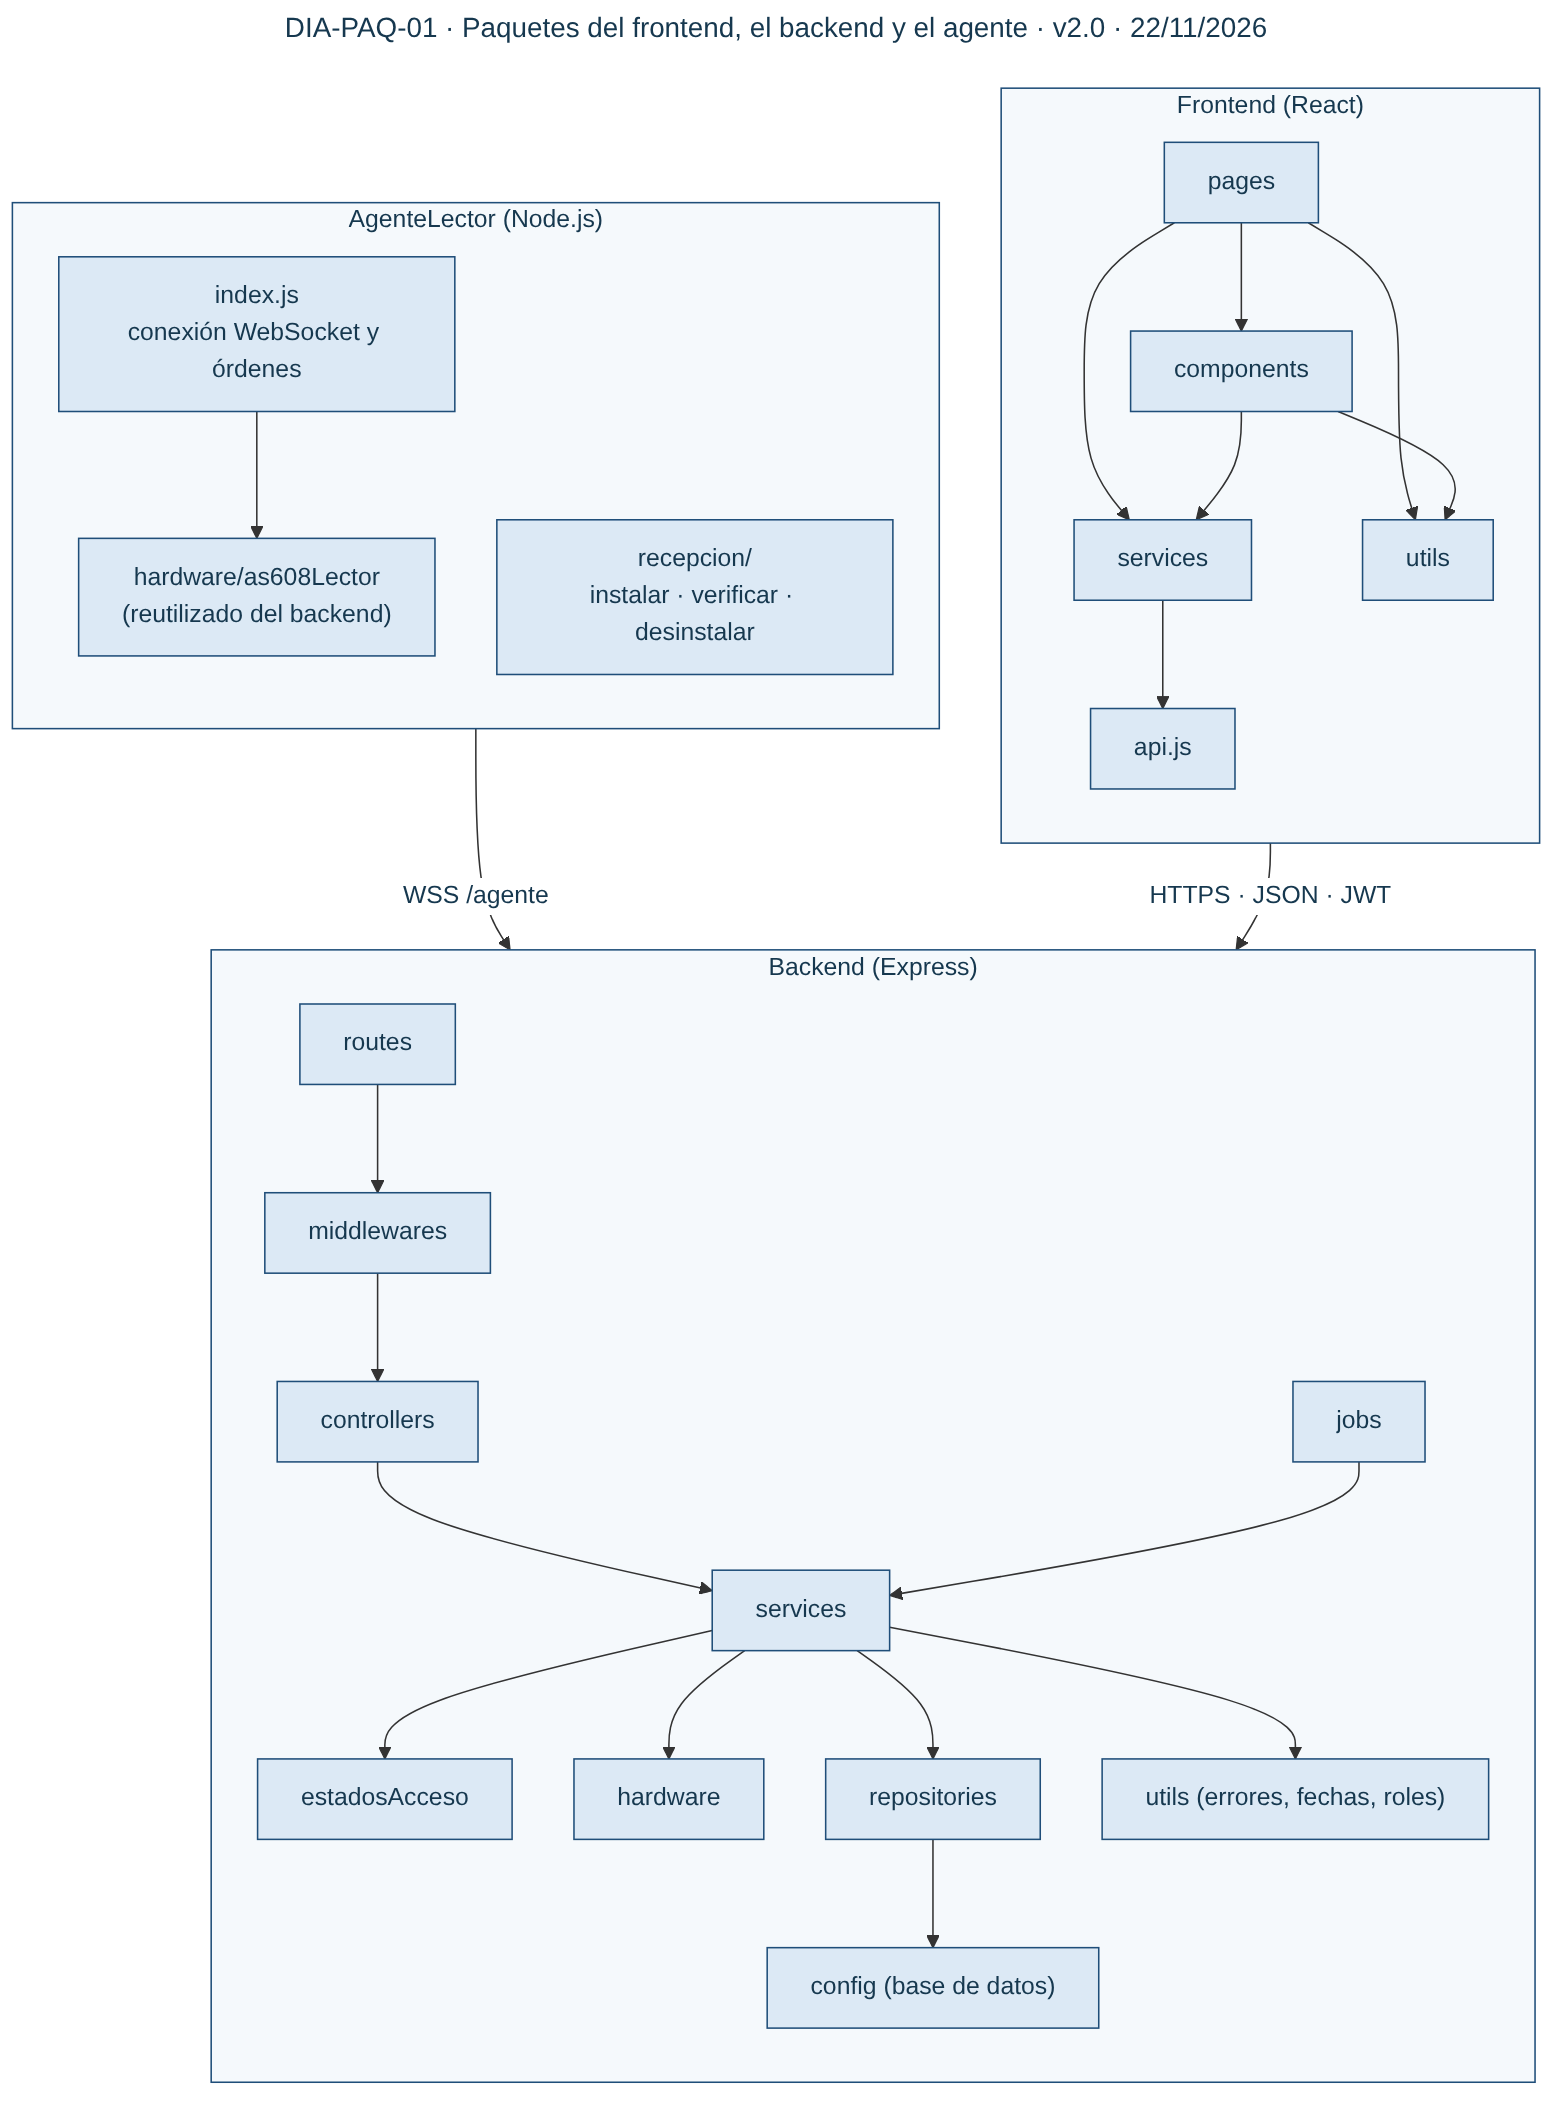 DIA-PAQ-01 · Paquetes del frontend, el backend y el agente · v2.0 · 22/11/2026
Frontend (React)
pages
components
services
utils
api.js
AgenteLector (Node.js)
index.js
conexión WebSocket y
órdenes
hardware/as608Lector
(reutilizado del backend)
recepcion/
instalar · verificar ·
desinstalar
WSS /agente
HTTPS · JSON · JWT
Backend (Express)
routes
middlewares
controllers
jobs
services
estadosAcceso
hardware
repositories
utils (errores, fechas, roles)
config (base de datos)